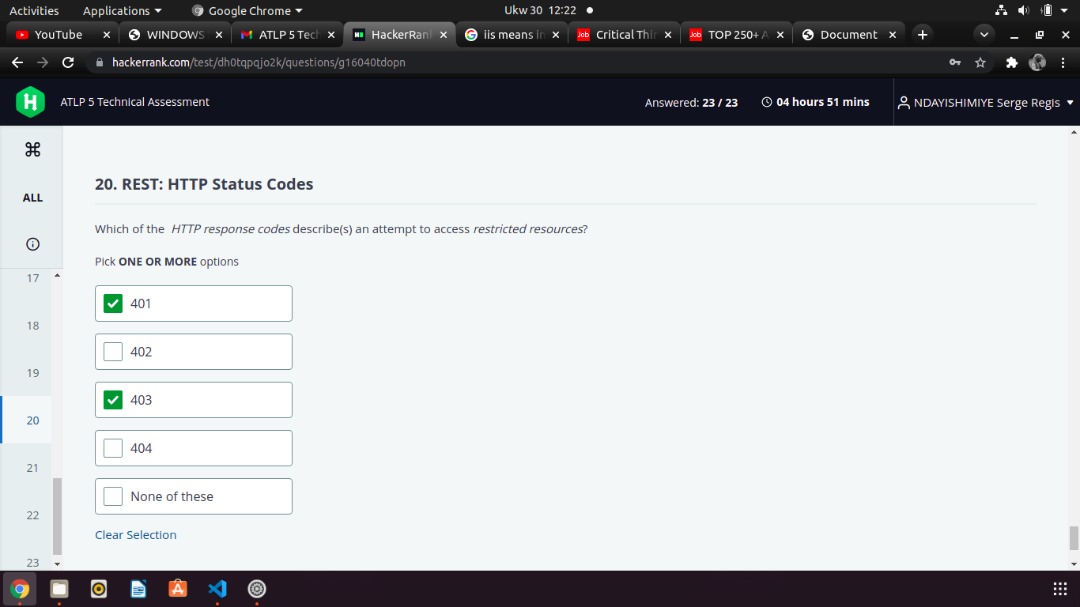 Activities Applications Google Chrome Ukw 30 12:22
YouTube WINDOWS ATLP 5 Tech HackerRan iis means in Critical Thin TOP 250+ A Document
hackerrank.com/test/dh0tqpqjo2k/questions/g16040tdopn
H ATLP 5 Technical Assessment Answered: 23 / 23 04 hours 51 mins NDAYISHIMIYE Serge Regis
ALL
17
18
19
20
21
22
23
20. REST: HTTP Status Codes
Which of the HTTP response codes describe(s) an attempt to access restricted resources?
Pick ONE OR MORE options
401
402
403
404
None of these
Clear Selection